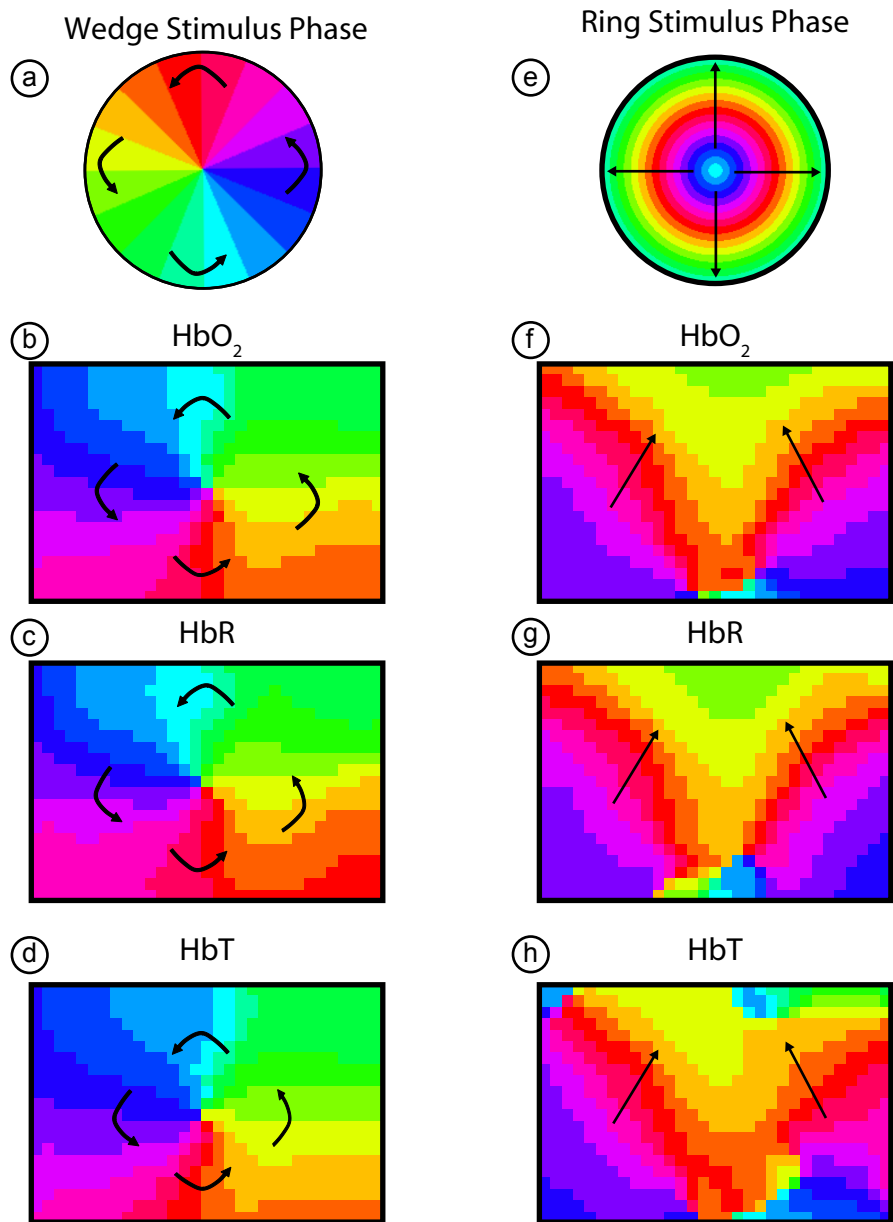 Wedge Stimulus Phase
a
b
HbO₂
c
HbR
d
HbT
Ring Stimulus Phase
e
f
HbO₂
g
HbR
h
HbT